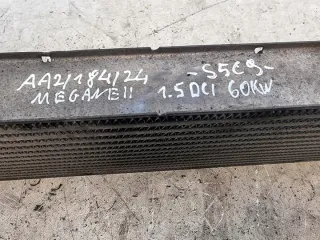 AA2/184/24 -S5C9-
MEGANE II 1.5 DCI 60KW